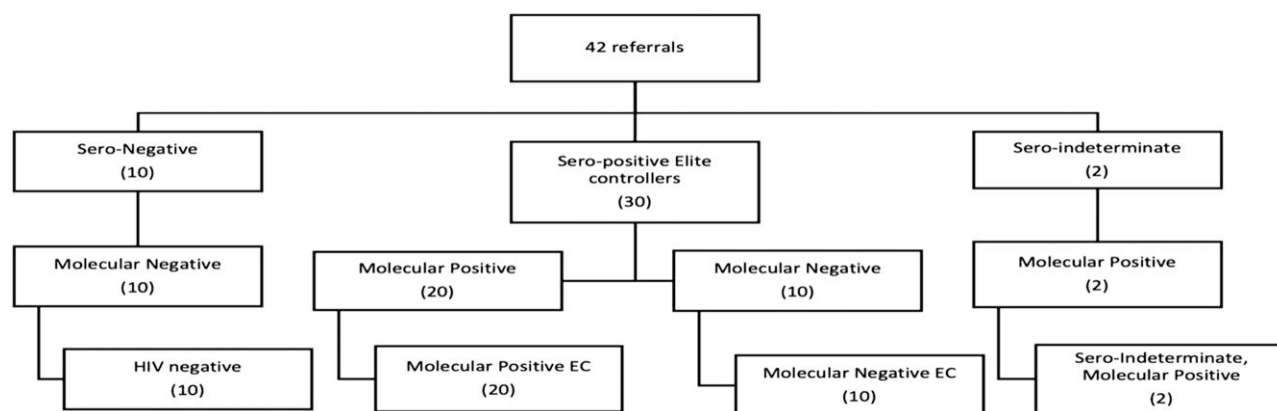 42 referrals
Sero-Negative
(10)
Sero-positive Elite
controllers
(30)
Sero-indeterminate
(2)
Molecular Negative
(10)
Molecular Positive
(20)
Molecular Negative
(10)
Molecular Positive
(2)
HIV negative
(10)
Molecular Positive EC
(20)
Molecular Negative EC
(10)
Sero-Indeterminate,
Molecular Positive
(2)